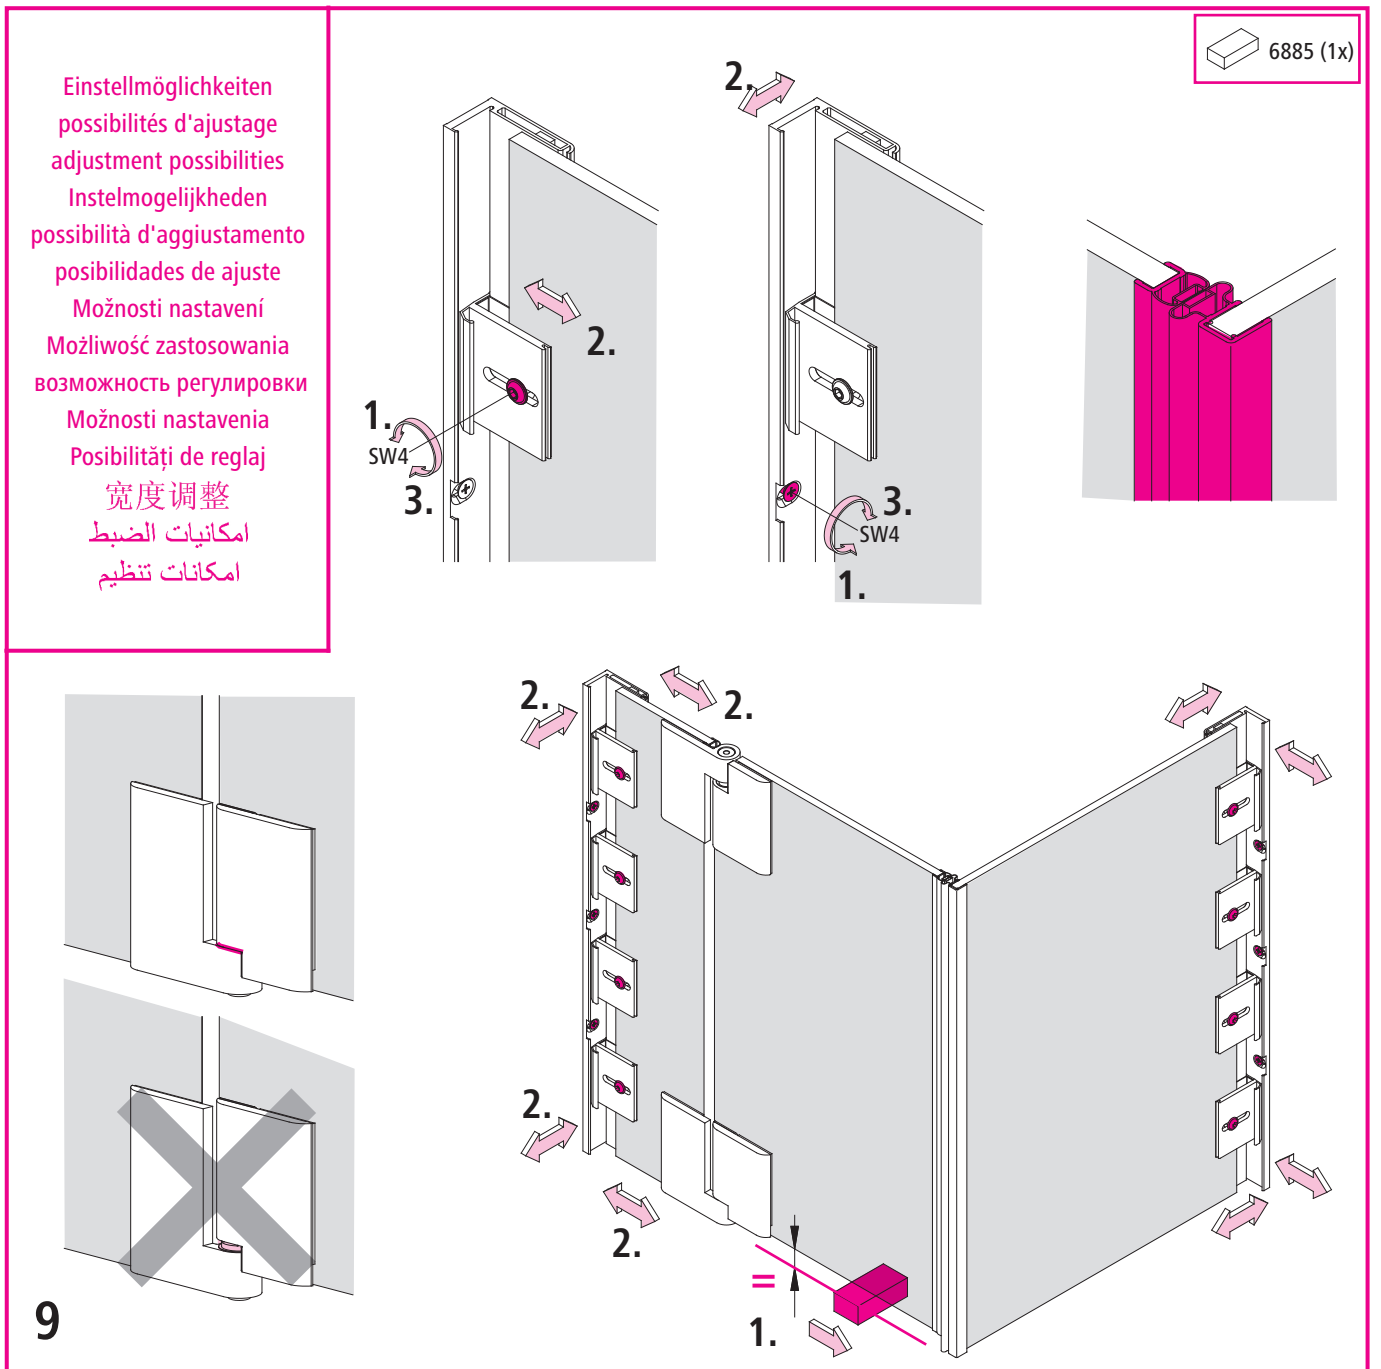 Einstellmöglichkeiten
possibilités d'ajustage
adjustment possibilities
Instelmogelijkheden
possibilità d'aggiustamento
posibilidades de ajuste
Možnosti nastavení
Możliwość zastosowania
возможность регулировки
Možnosti nastavenia
Posibilităţi de reglaj
宽度调整
امكانيات الضبط
امكانات تنظيم
6885 (1x)
2.
1.
SW4
3.
2.
3.
SW4
1.
2.
2.
2.
2.
=
1.
9